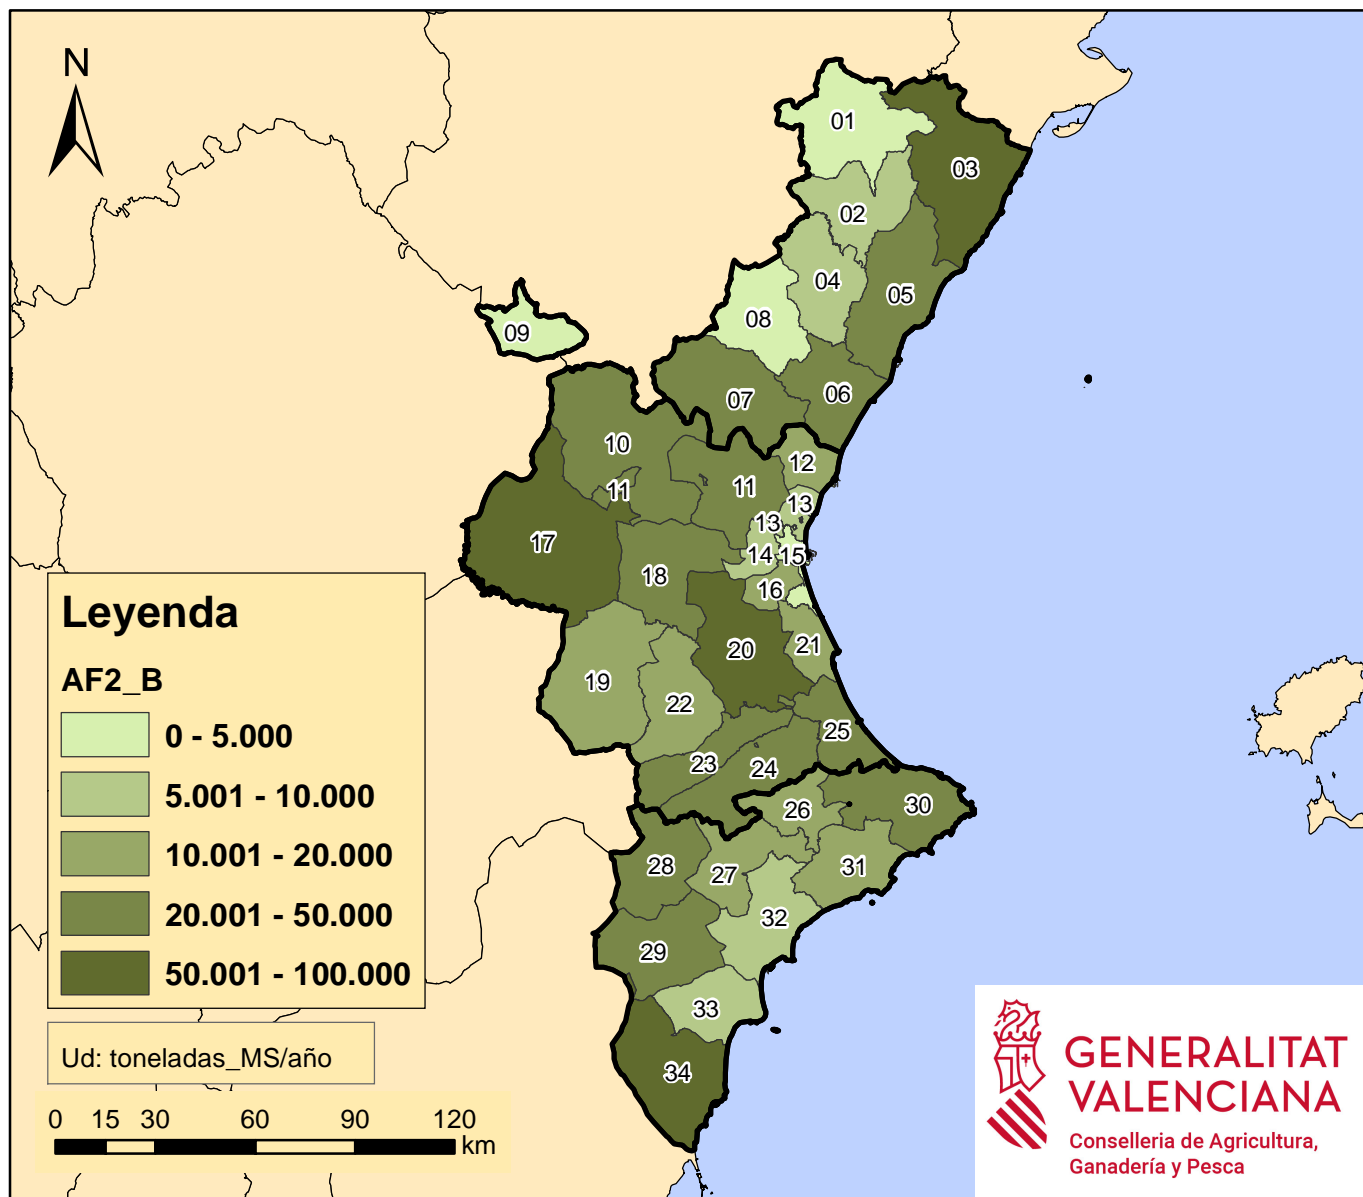 N
01
03
02
04
05
08
09
07
06
10
12
11
11
13
13
17
14
15
18
16
21
20
19
22
25
23
24
30
26
28
27
31
32
29
33
34
Leyenda
AF2_B
0 - 5.000
5.001 - 10.000
10.001 - 20.000
20.001 - 50.000
50.001 - 100.000
Ud: toneladas_MS/año
0 15 30 60 90 120
km
GENERALITAT
VALENCIANA
Conselleria de Agricultura,
Ganadería y Pesca